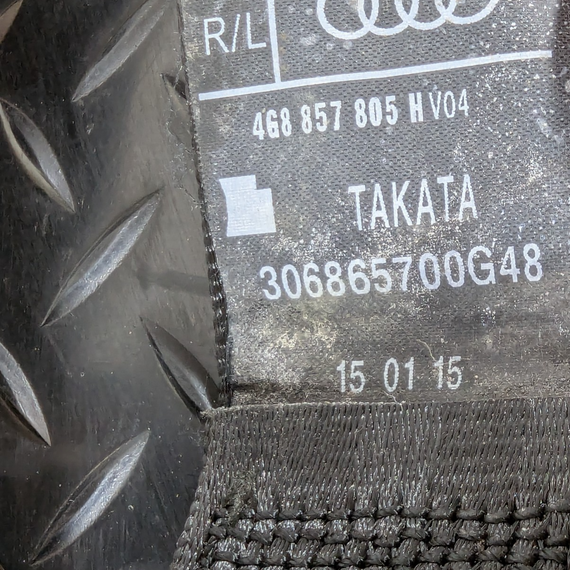 R/L
4G8 857 805 H V04
TAKATA
306865700G48
15 01 15